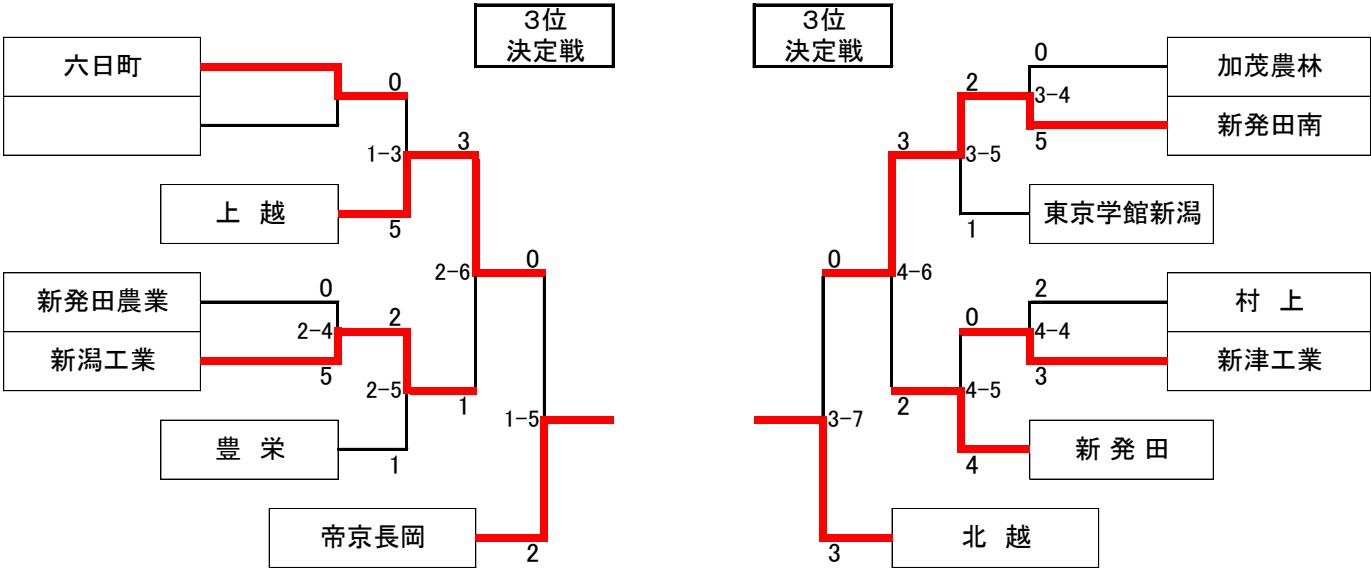 3位
決定戦
六日町
0
1-3
3
上 越
5
2-6
0
新発田農業
0
2-4
2
新潟工業
5
2-5
1
1-5
豊 栄
1
帝京長岡
2
3位
決定戦
0
加茂農林
2
3-4
新発田南
5
3
3-5
東京学館新潟
1
0
4-6
2
村 上
0
4-4
新津工業
3
4-5
2
3-7
新 発 田
4
北 越
3